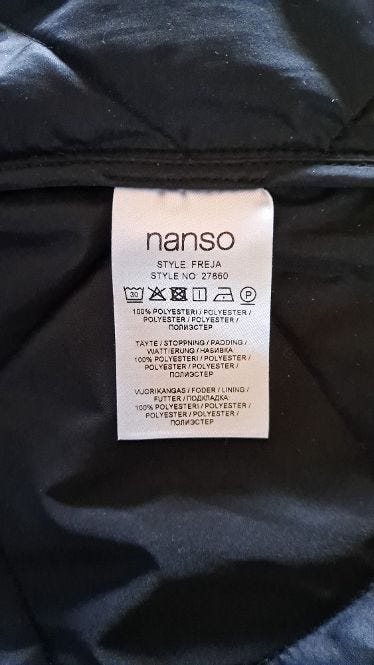 nanso
STYLE: FREJA
STYLE NO: 27860
30 P
100% POLYESTERI / POLYESTER /
POLYESTER / POLYESTER /
ПОЛИЭСТЕР
TÄYTE / STOPPNING / PADDING /
WATTIERUNG / НАБИВКА
100% POLYESTERI / POLYESTER /
POLYESTER / POLYESTER /
ПОЛИЭСТЕР
VUORIKANGAS / FODER / LINING /
FUTTER / ПОДКЛАДКА:
100% POLYESTERI / POLYESTER /
POLYESTER / POLYESTER /
ПОЛИЭСТЕР